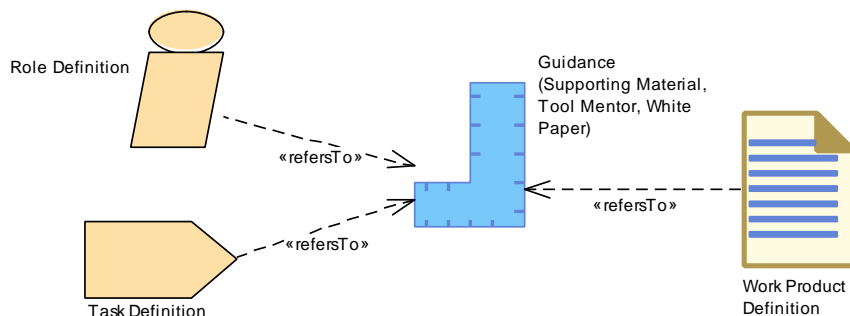 Role Definition
Guidance
(Supporting Material,
Tool Mentor, White
Paper)
«refersTo»
«refersTo»
«refersTo»
Work Product
Definition
Task Definition